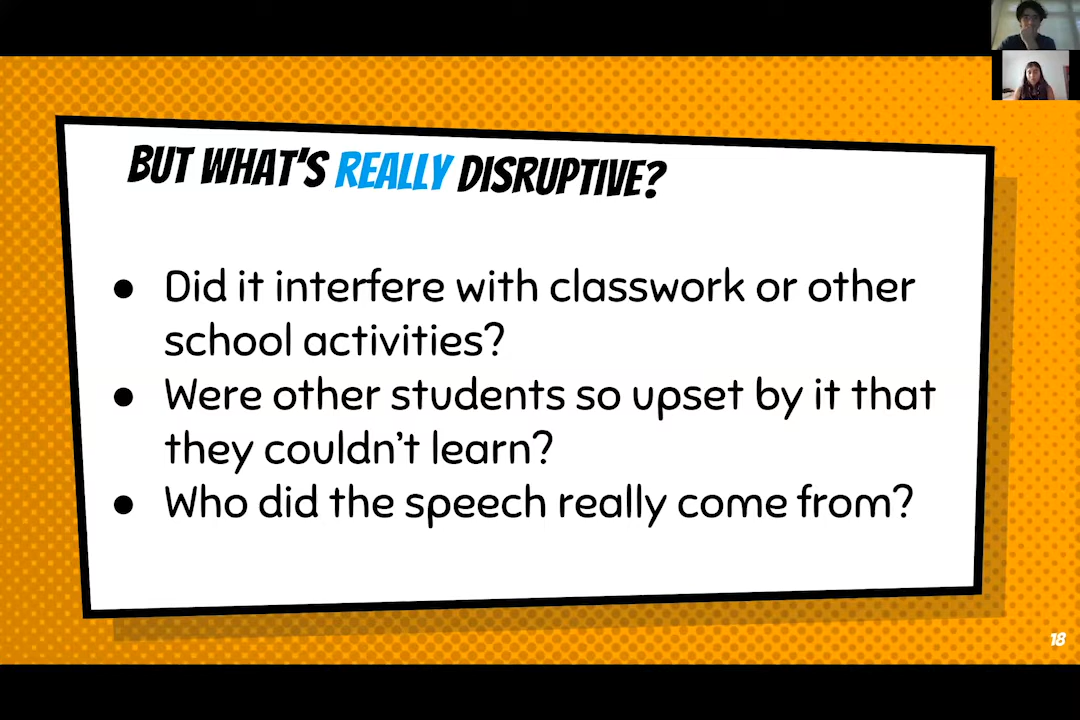 BUT WHAT'S REALLY DISRUPTIVE?
● Did it interfere with classwork or other
school activities?
● Were other students so upset by it that
they couldn't learn?
● Who did the speech really come from?
18